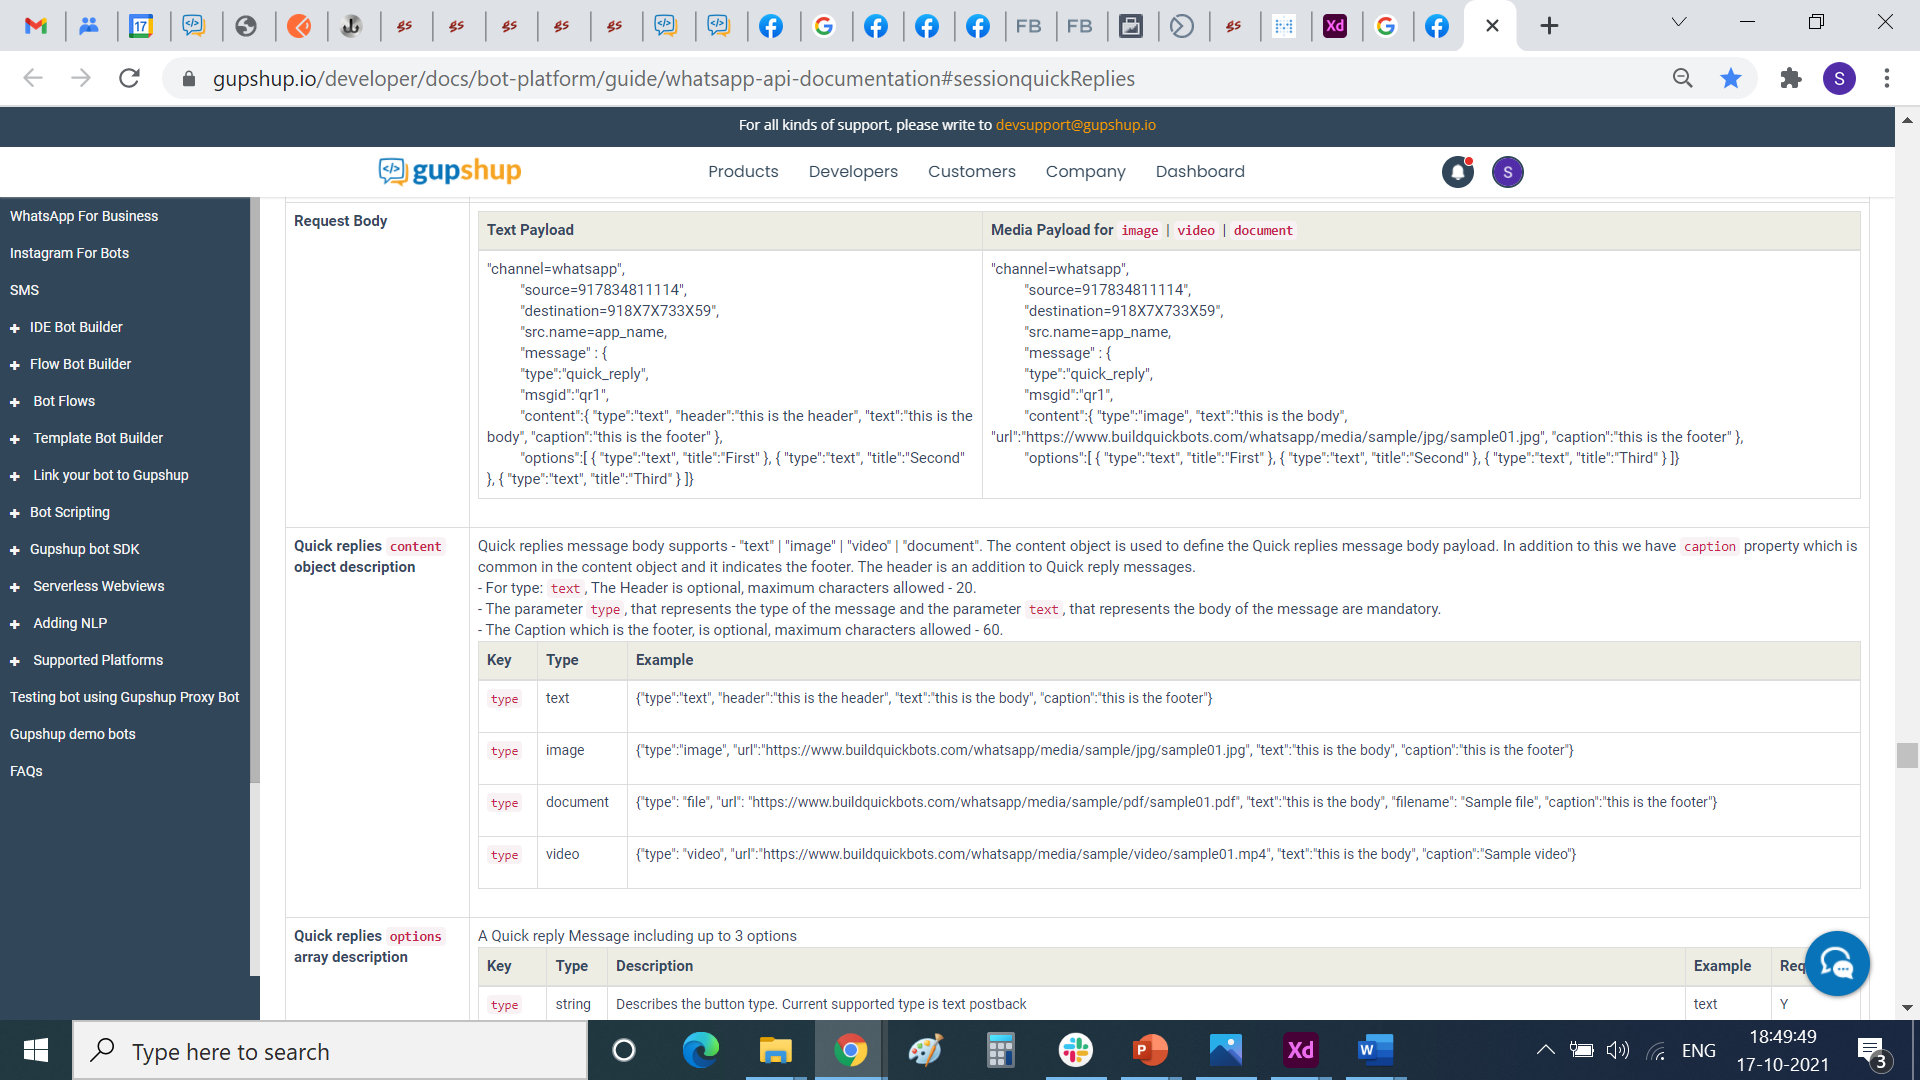 17
FB
FB
Xd
gupshup.io/developer/docs/bot-platform/guide/whatsapp-api-documentation#sessionquickReplies
S
For all kinds of support, please write to devsupport@gupshup.io
gupshup
Products
Developers
Customers
Company
Dashboard
S
WhatsApp For Business
Instagram For Bots
SMS
IDE Bot Builder
Flow Bot Builder
Bot Flows
Template Bot Builder
Link your bot to Gupshup
Bot Scripting
Gupshup bot SDK
Serverless Webviews
Adding NLP
Supported Platforms
Testing bot using Gupshup Proxy Bot
Gupshup demo bots
FAQs
Request Body
Text Payload
"channel=whatsapp",
"source=917834811114",
"destination=918X7X733X59",
"src.name=app_name,
"message" : {
"type":"quick_reply",
"msgid":"qr1",
"content":{ "type":"text", "header":"this is the header", "text":"this is the
body", "caption":"this is the footer" },
"options":[ { "type":"text", "title":"First" }, { "type":"text", "title":"Second"
}, { "type":"text", "title":"Third" } ]}
Media Payload for image | video | document
"channel=whatsapp",
"source=917834811114",
"destination=918X7X733X59",
"src.name=app_name,
"message" : {
"type":"quick_reply",
"msgid":"qr1",
"content":{ "type":"image", "text":"this is the body",
"url":"https://www.buildquickbots.com/whatsapp/media/sample/jpg/sample01.jpg", "caption":"this is the footer" },
"options":[ { "type":"text", "title":"First" }, { "type":"text", "title":"Second" }, { "type":"text", "title":"Third" } ]}
Quick replies content
object description
Quick replies message body supports - "text" | "image" | "video" | "document". The content object is used to define the Quick replies message body payload. In addition to this we have caption property which is
common in the content object and it indicates the footer. The header is an addition to Quick reply messages.
- For type: text, The Header is optional, maximum characters allowed - 20.
- The parameter type, that represents the type of the message and the parameter text, that represents the body of the message are mandatory.
- The Caption which is the footer, is optional, maximum characters allowed - 60.
Key Type Example
type text {"type":"text", "header":"this is the header", "text":"this is the body", "caption":"this is the footer"}
type image {"type":"image", "url":"https://www.buildquickbots.com/whatsapp/media/sample/jpg/sample01.jpg", "text":"this is the body", "caption":"this is the footer"}
type document {"type": "file", "url": "https://www.buildquickbots.com/whatsapp/media/sample/pdf/sample01.pdf", "text":"this is the body", "filename": "Sample file", "caption":"this is the footer"}
type video {"type": "video", "url":"https://www.buildquickbots.com/whatsapp/media/sample/video/sample01.mp4", "text":"this is the body", "caption":"Sample video"}
Quick replies options
array description
A Quick reply Message including up to 3 options
Key Type Description Example Req
type string Describes the button type. Current supported type is text postback text Y
Type here to search
Xd
ENG
18:49:49
17-10-2021
3